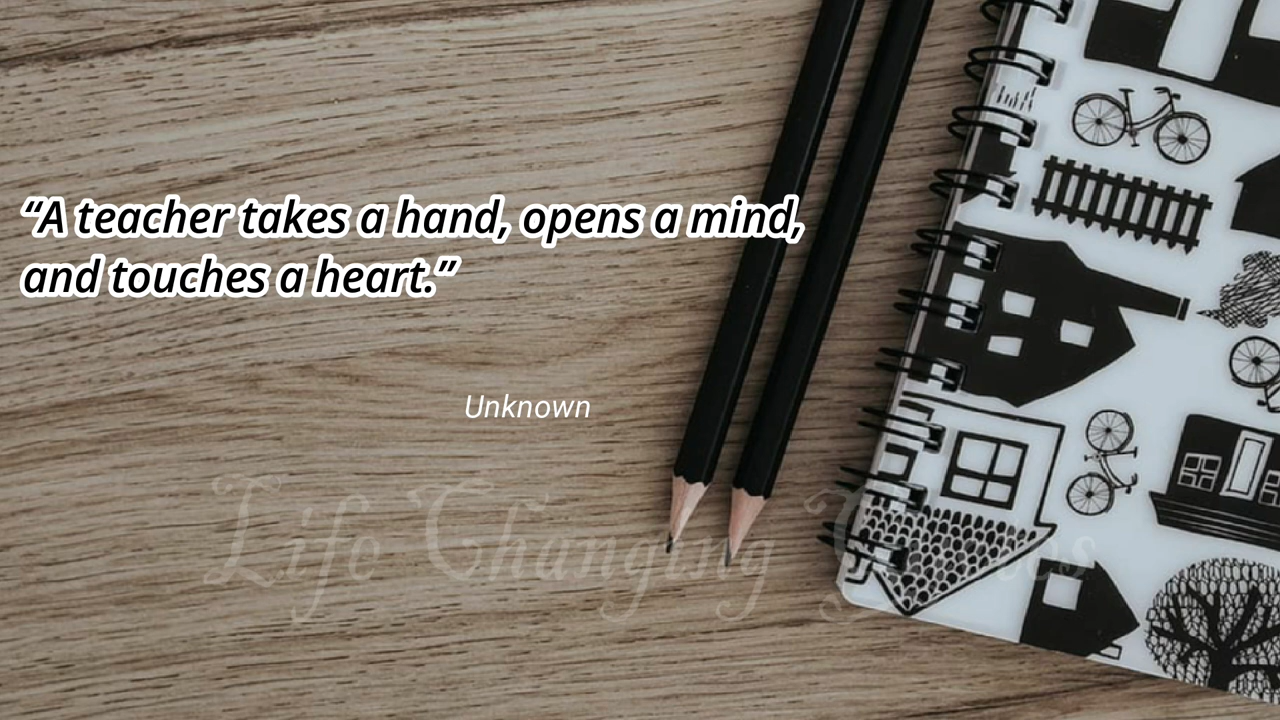 “A teacher takes a hand, opens a mind,
and touches a heart.”
Unknown
Life Changing